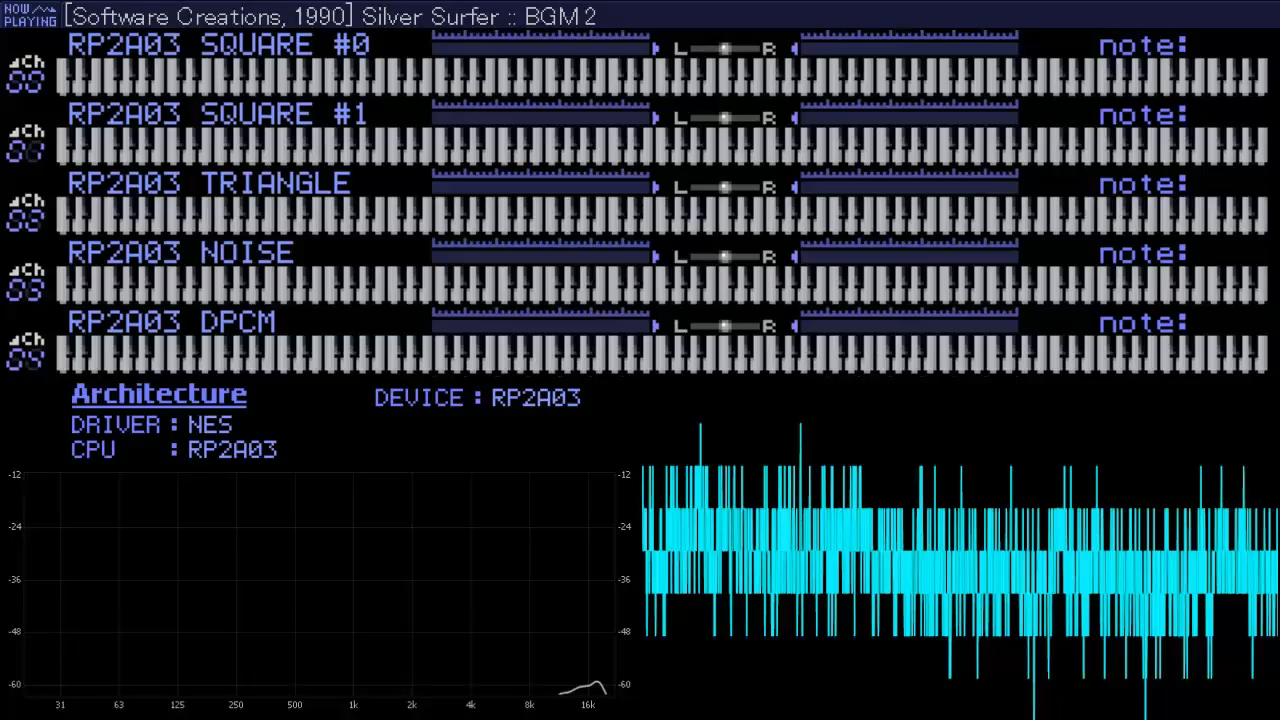 NOW PLAYING [Software Creations, 1990] Silver Surfer :: BGM 2
RP2A03 SQUARE #0 L R note:
Ch 00
RP2A03 SQUARE #1 L R note:
Ch
RP2A03 TRIANGLE L R note:
Ch
RP2A03 NOISE L R note:
Ch
RP2A03 DPCM L R note:
Ch
Architecture DEVICE : RP2A03
DRIVER : NES
CPU : RP2A03
-12 -12
-24 -24
-36 -36
-48 -48
-60 -60
31 63 125 250 500 1k 2k 4k 8k 16k